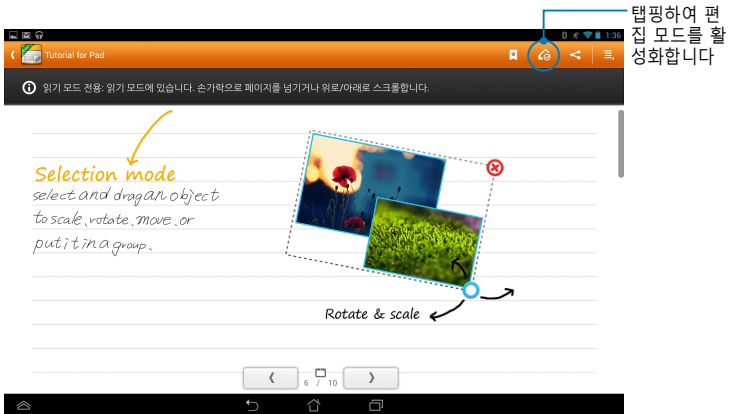 탭핑하여 편
집 모드를 활
성화합니다
1:36
Tutorial for Pad
읽기 모드 전용: 읽기 모드에 있습니다. 손가락으로 페이지를 넘기거나 위로/아래로 스크롤합니다.
Selection mode
select and drag an object
to scale, rotate, move, or
put it in a group.
Rotate & scale
6 / 10